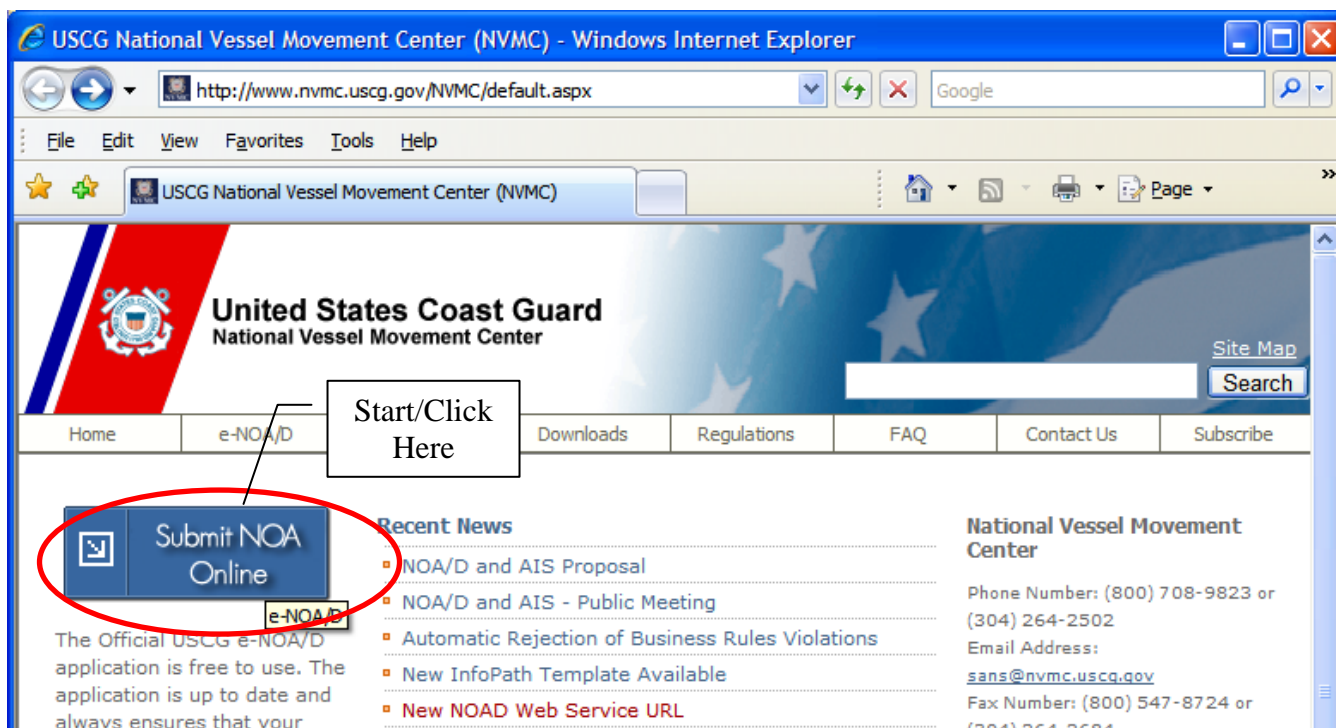 USCG National Vessel Movement Center (NVMC) - Windows Internet Explorer
http://www.nvmc.uscg.gov/NVMC/default.aspx
Google
File Edit View Favorites Tools Help
USCG National Vessel Movement Center (NVMC)
Page
»
United States Coast Guard
National Vessel Movement Center
Site Map
Search
Start/Click
Here
Home e-NOA/D Downloads Regulations FAQ Contact Us Subscribe
Submit NOA
Online
e-NOA/D
The Official USCG e-NOA/D
application is free to use. The
application is up to date and
always ensures that your
Recent News
NOA/D and AIS Proposal
NOA/D and AIS - Public Meeting
Automatic Rejection of Business Rules Violations
New InfoPath Template Available
New NOAD Web Service URL
National Vessel Movement
Center
Phone Number: (800) 708-9823 or
(304) 264-2502
Email Address:
sans@nvmc.uscg.gov
Fax Number: (800) 547-8724 or